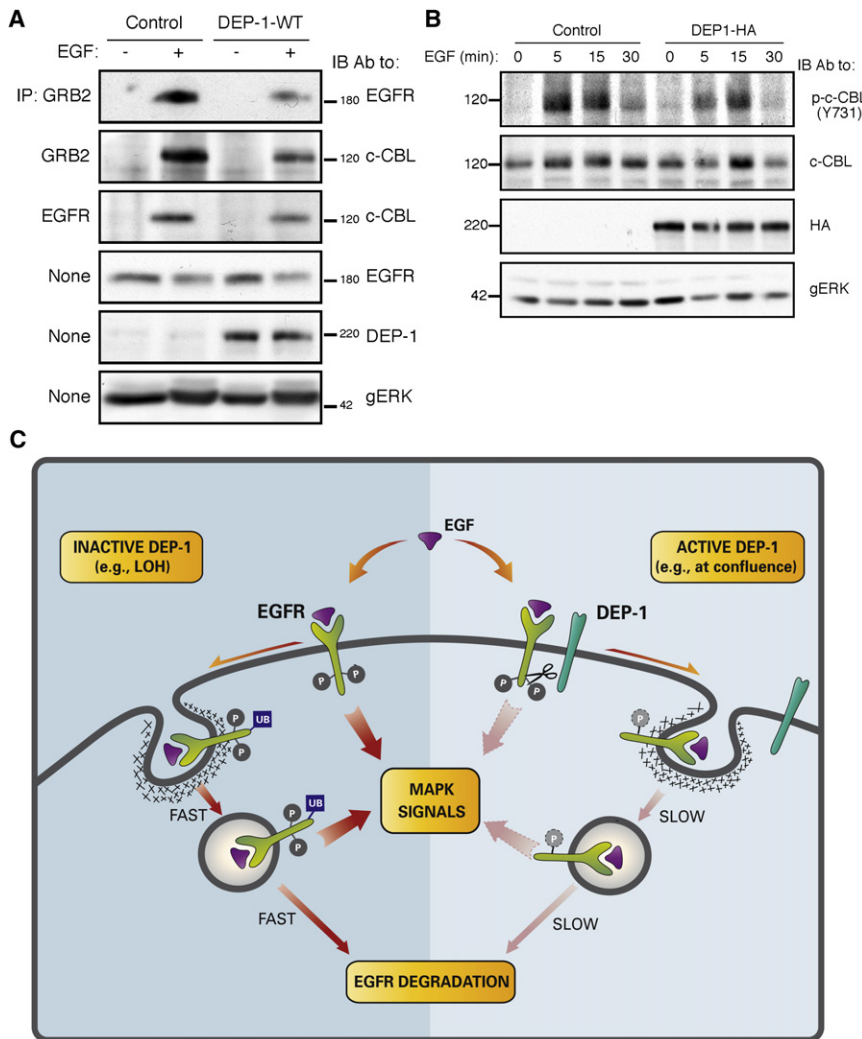 A
Control DEP-1-WT
EGF: - + - + IB Ab to:
IP: GRB2 180 EGFR
GRB2 120 c-CBL
EGFR 120 c-CBL
None 180 EGFR
None 220 DEP-1
None 42 gERK
B
Control DEP1-HA
EGF (min): 0 5 15 30 0 5 15 30 IB Ab to:
120 p-c-CBL
(Y731)
120 c-CBL
220 HA
42 gERK
C
EGF
INACTIVE DEP-1
(e.g., LOH)
ACTIVE DEP-1
(e.g., at confluence)
EGFR DEP-1
P P P P
P UB P
P
UB
MAPK
SIGNALS
FAST SLOW
P P
P
FAST SLOW
EGFR DEGRADATION